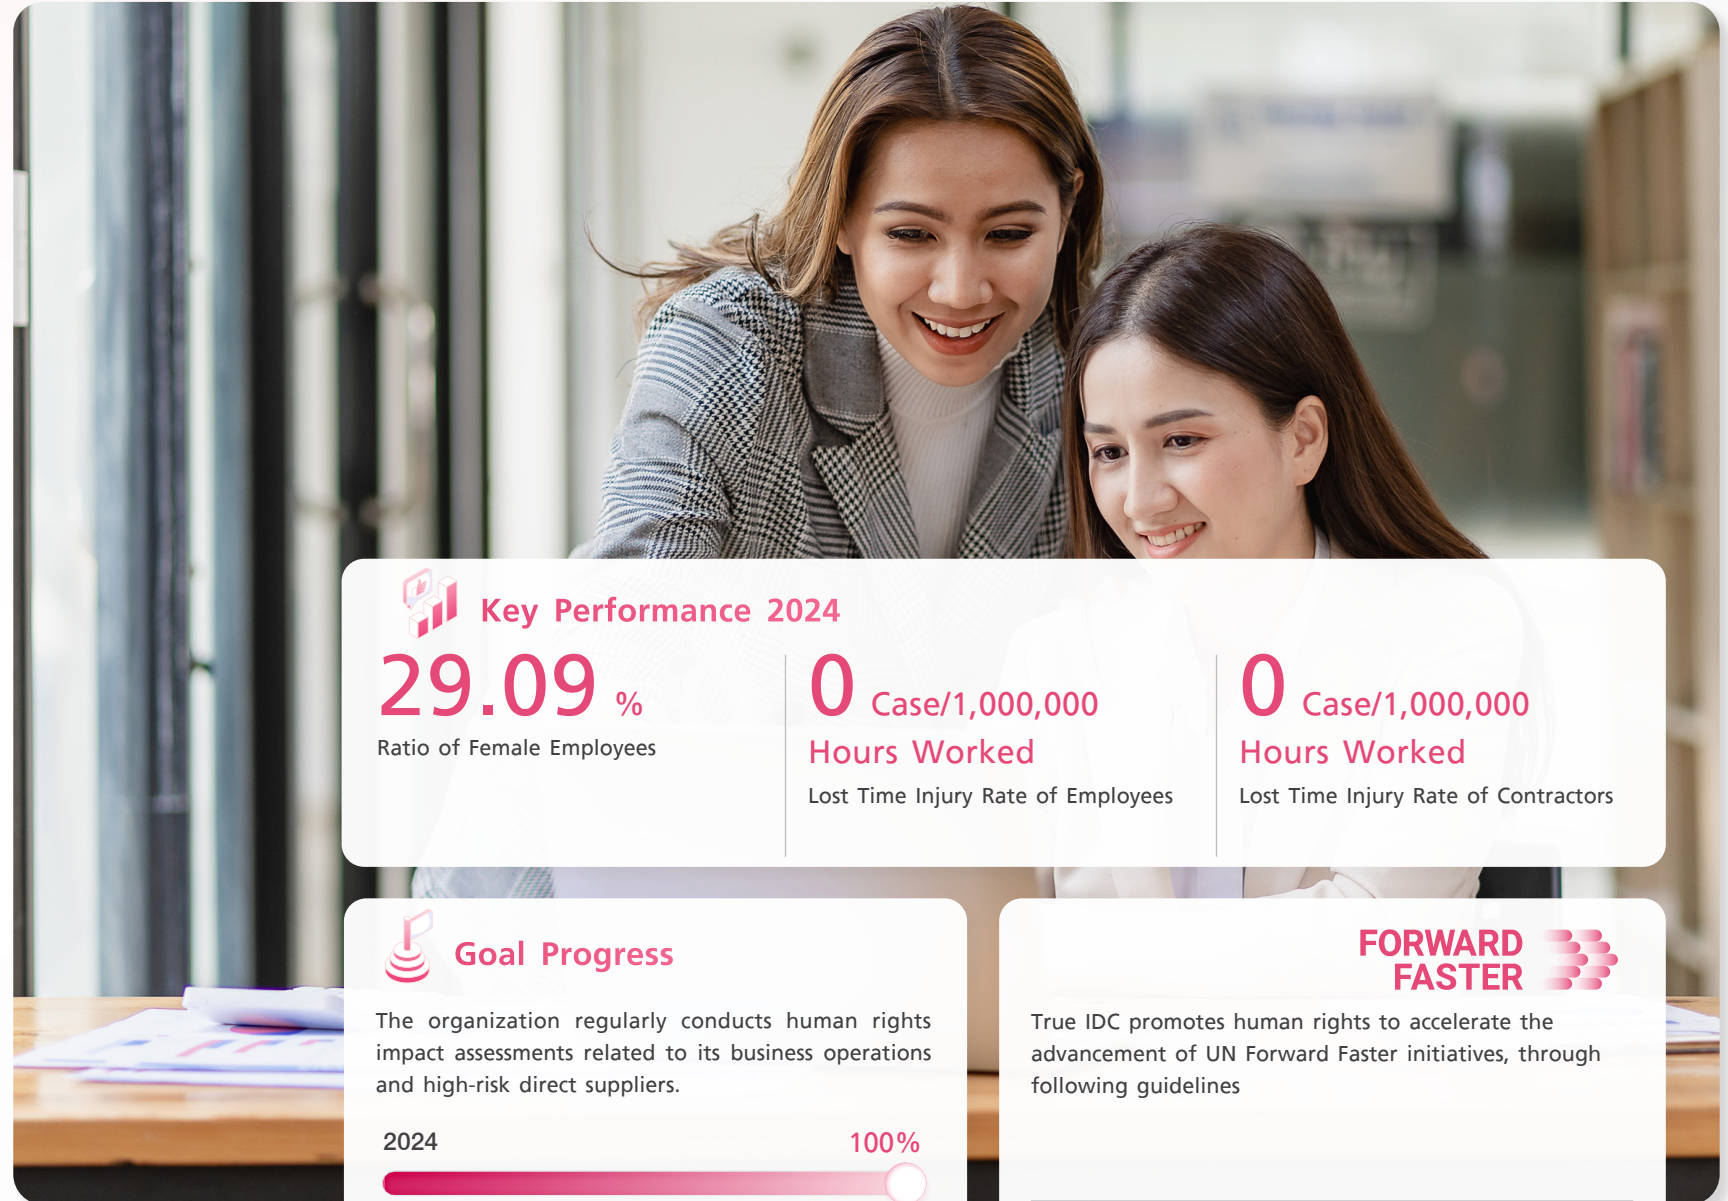 Key Performance 2024
29.09 %
Ratio of Female Employees
0 Case/1,000,000
Hours Worked
Lost Time Injury Rate of Employees
0 Case/1,000,000
Hours Worked
Lost Time Injury Rate of Contractors
Goal Progress
The organization regularly conducts human rights
impact assessments related to its business operations
and high-risk direct suppliers.
2024
100%
FORWARD
FASTER
True IDC promotes human rights to accelerate the
advancement of UN Forward Faster initiatives, through
following guidelines